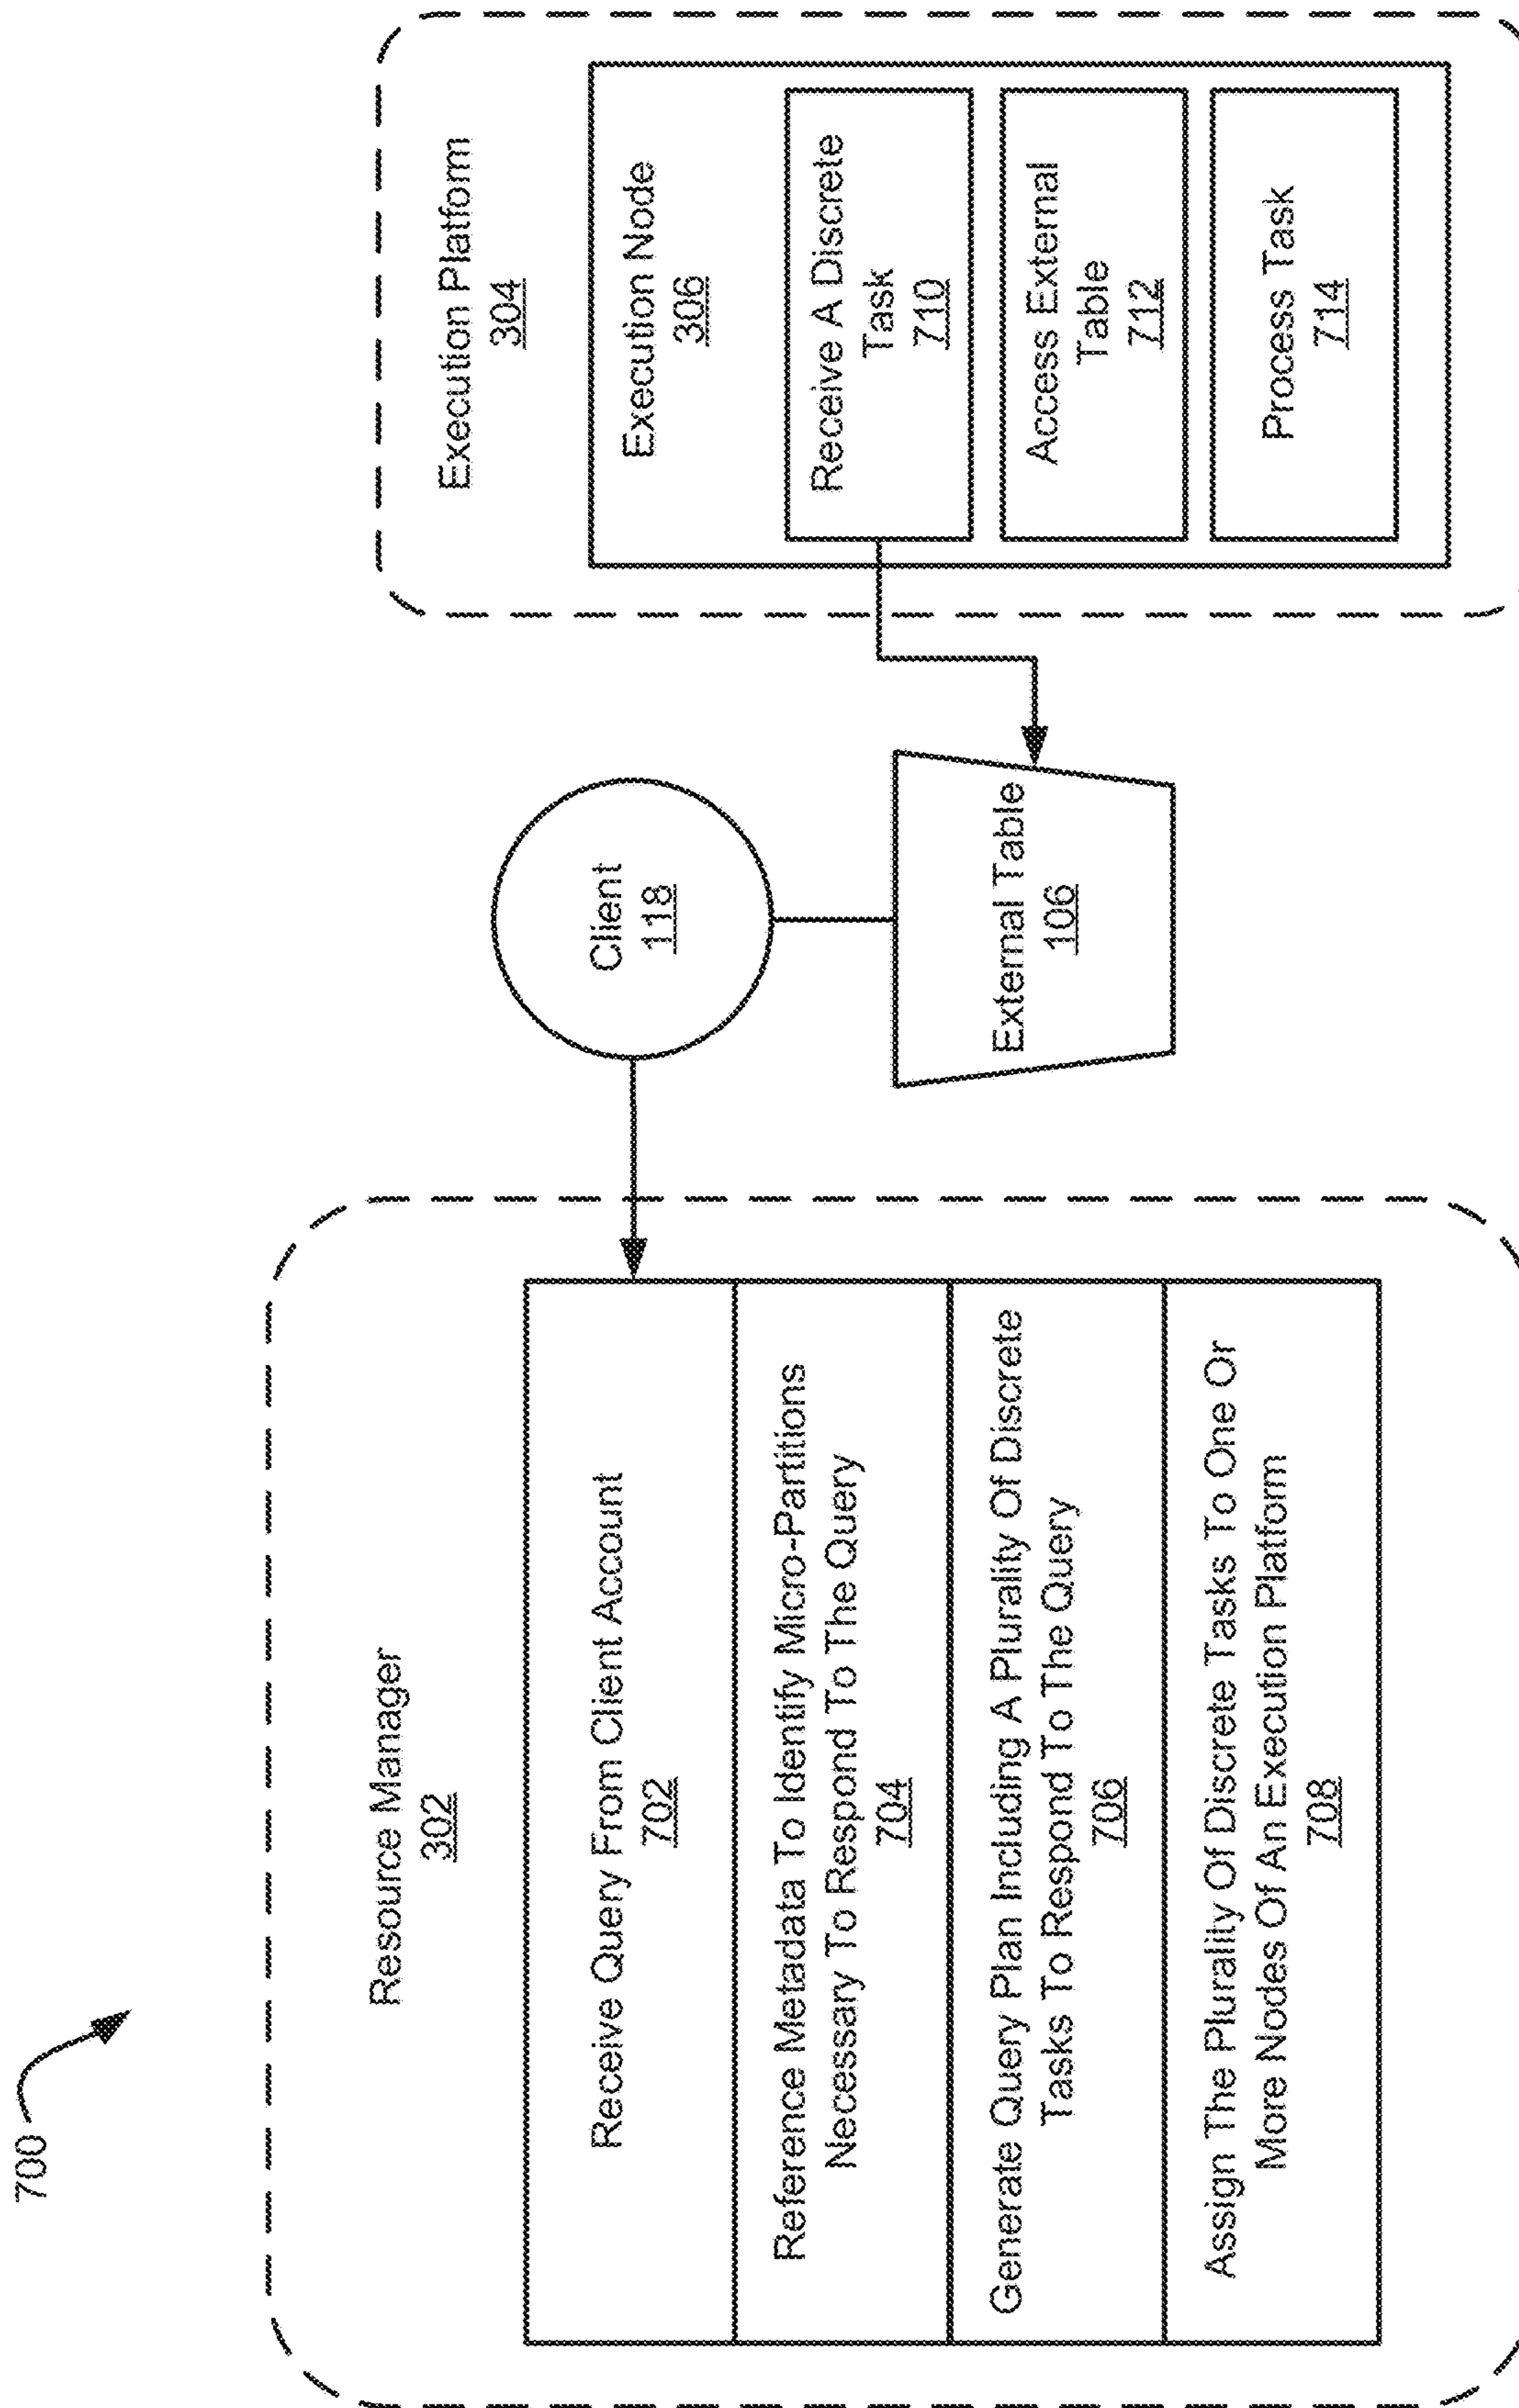 700
Resource Manager
302
Receive Query From Client Account
702
Reference Metadata To Identify Micro-Partitions
Necessary To Respond To The Query
704
Generate Query Plan Including A Plurality Of Discrete
Tasks To Respond To The Query
706
Assign The Plurality Of Discrete Tasks To One Or
More Nodes Of An Execution Platform
708
Client
118
External Table
106
Execution Platform
304
Execution Node
306
Receive A Discrete
Task
710
Access External
Table
712
Process Task
714